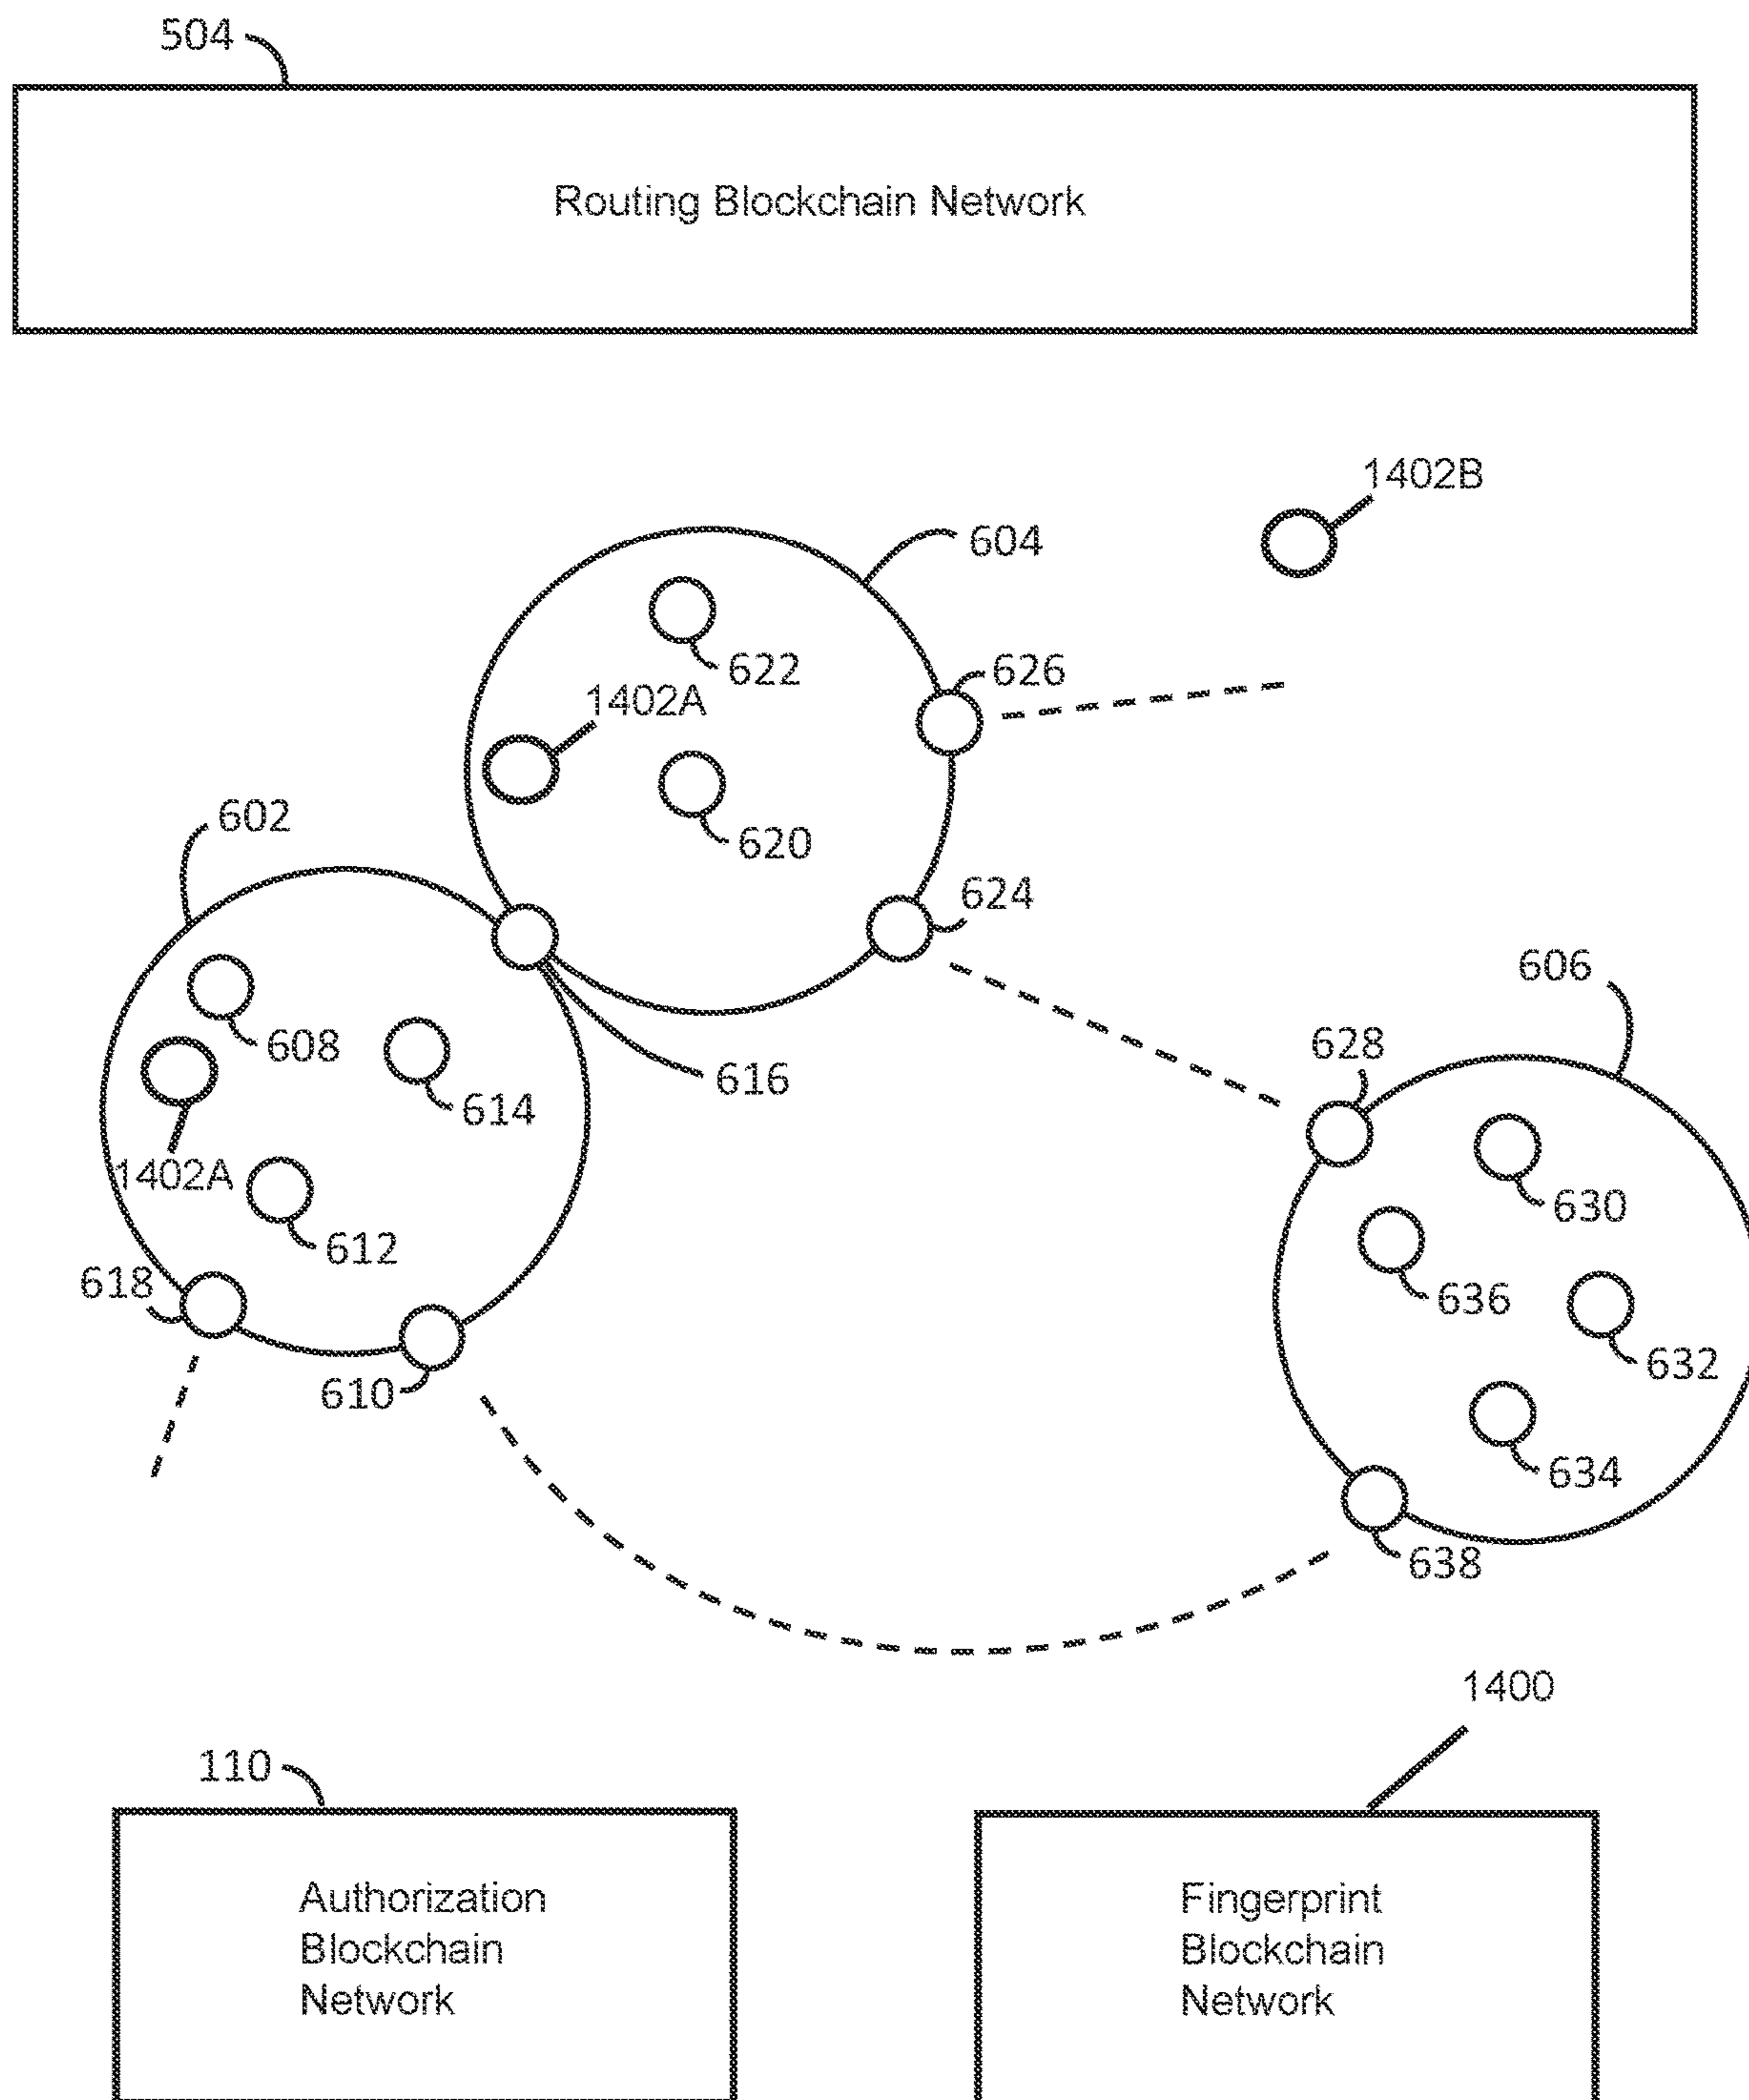 504
Routing Blockchain Network
1402B
604
622
626
1402A
620
602
624
606
628
608
616
614
630
1402A
612
636
618
632
610
634
638
1400
110
Authorization
Blockchain
Network
Fingerprint
Blockchain
Network